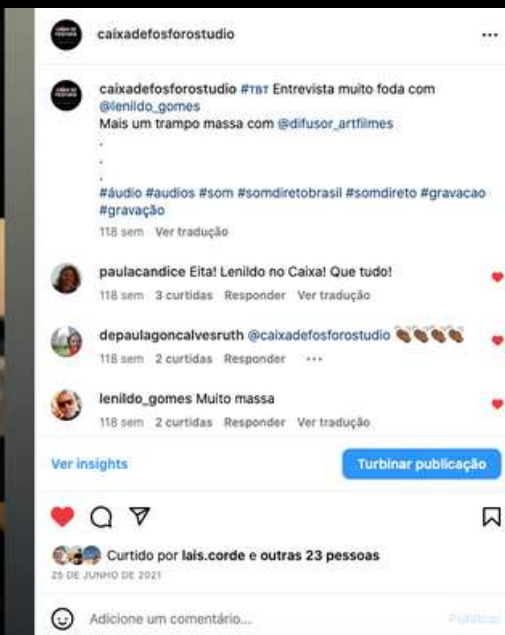 caixadefosforostudio
caixadefosforostudio #TBT Entrevista muito foda com
@lenildo_gomes
Mais um trampo massa com @difusor_artfilmes
.
.
.
#áudio #audios #som #somdiretobrasil #somdireto #gravacao
#gravação
118 sem Ver tradução
paulacandice Eita! Lenildo no Caixa! Que tudo!
118 sem 3 curtidas Responder Ver tradução
depaulagoncalvesruth @caixadefosforostudio 👏🏾👏🏾👏🏾👏🏾
118 sem 2 curtidas Responder ...
lenildo_gomes Muito massa
118 sem 2 curtidas Responder Ver tradução
Ver insights Turbinar publicação
Curtido por lais.corde e outras 23 pessoas
25 DE JUNHO DE 2021
Adicione um comentário... Publicar